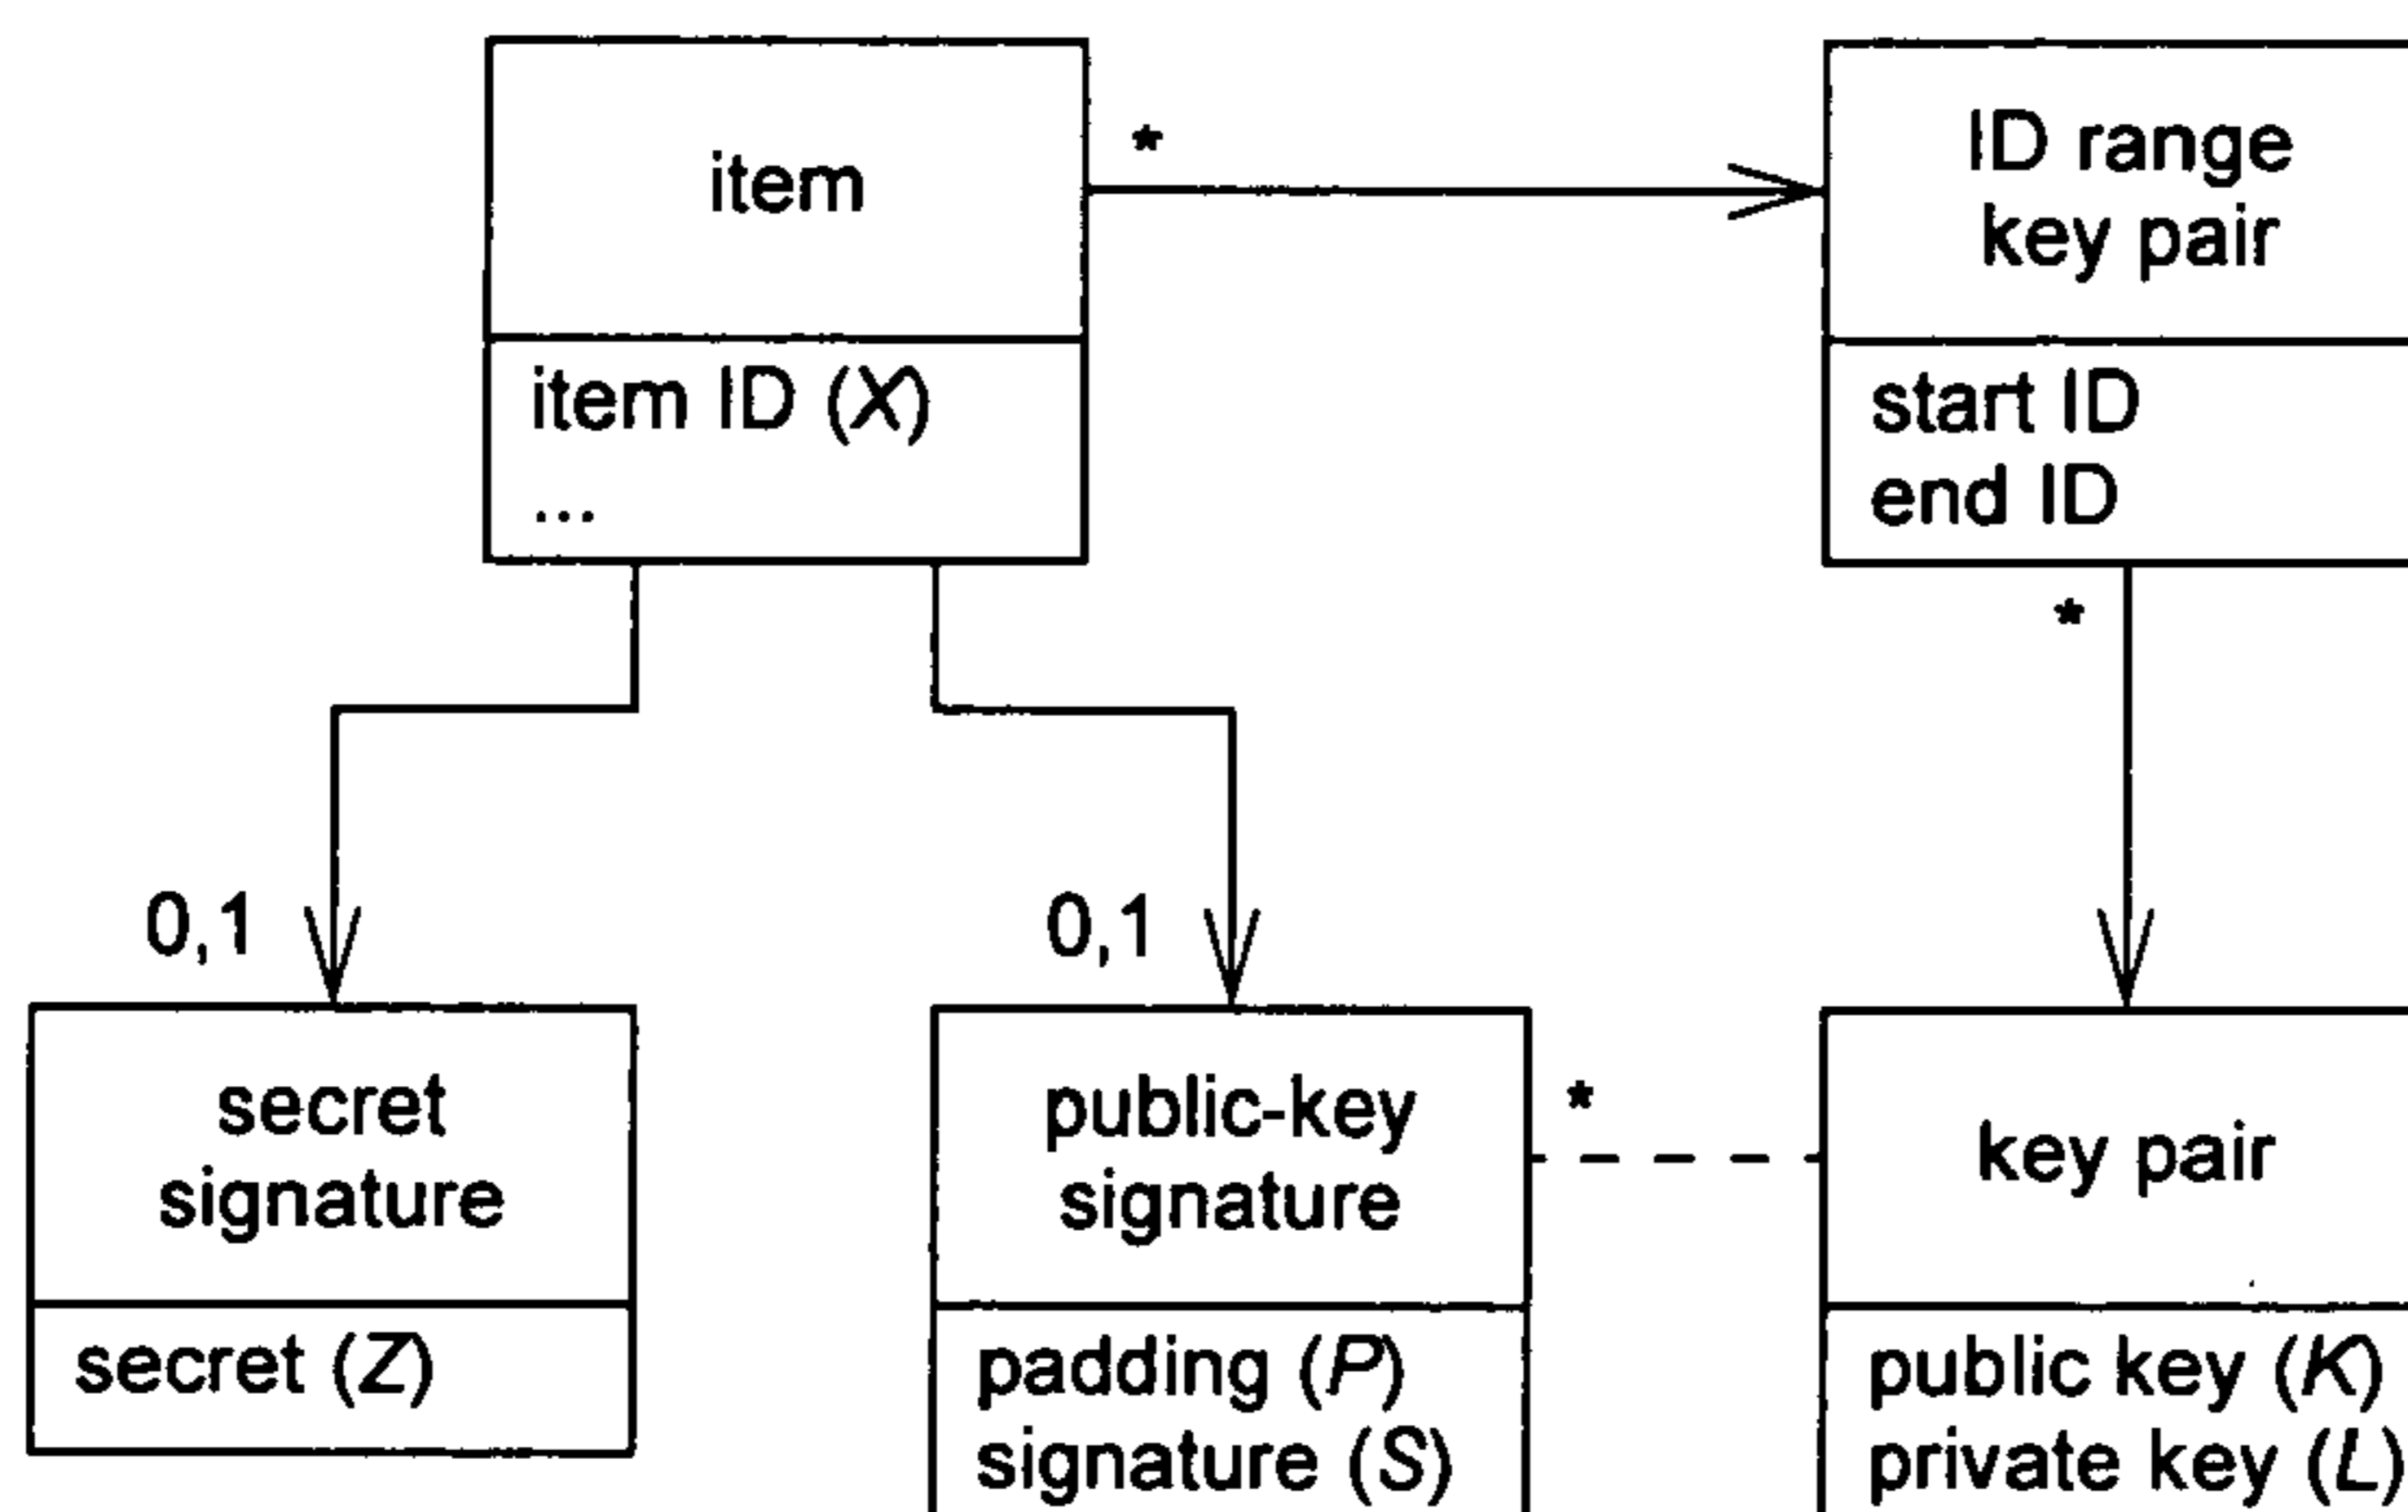 item
*
ID range
key pair
item ID (X)
...
start ID
end ID
*
0,1
0,1
secret
signature
secret (Z)
public-key
signature
*
padding (P)
signature (S)
key pair
public key (K)
private key (L)